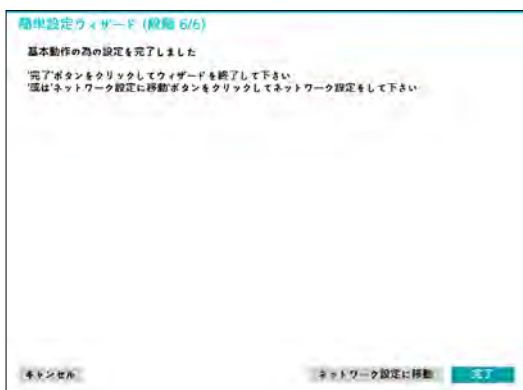 簡単設定ウィザード (段階 6/6)
基本動作の為の設定を完了しました
'完了'ボタンをクリックしてウィザードを終了して下さい
'或は'ネットワーク設定に移動'ボタンをクリックしてネットワーク設定をして下さい
キャンセル
ネットワーク設定に移動
完了